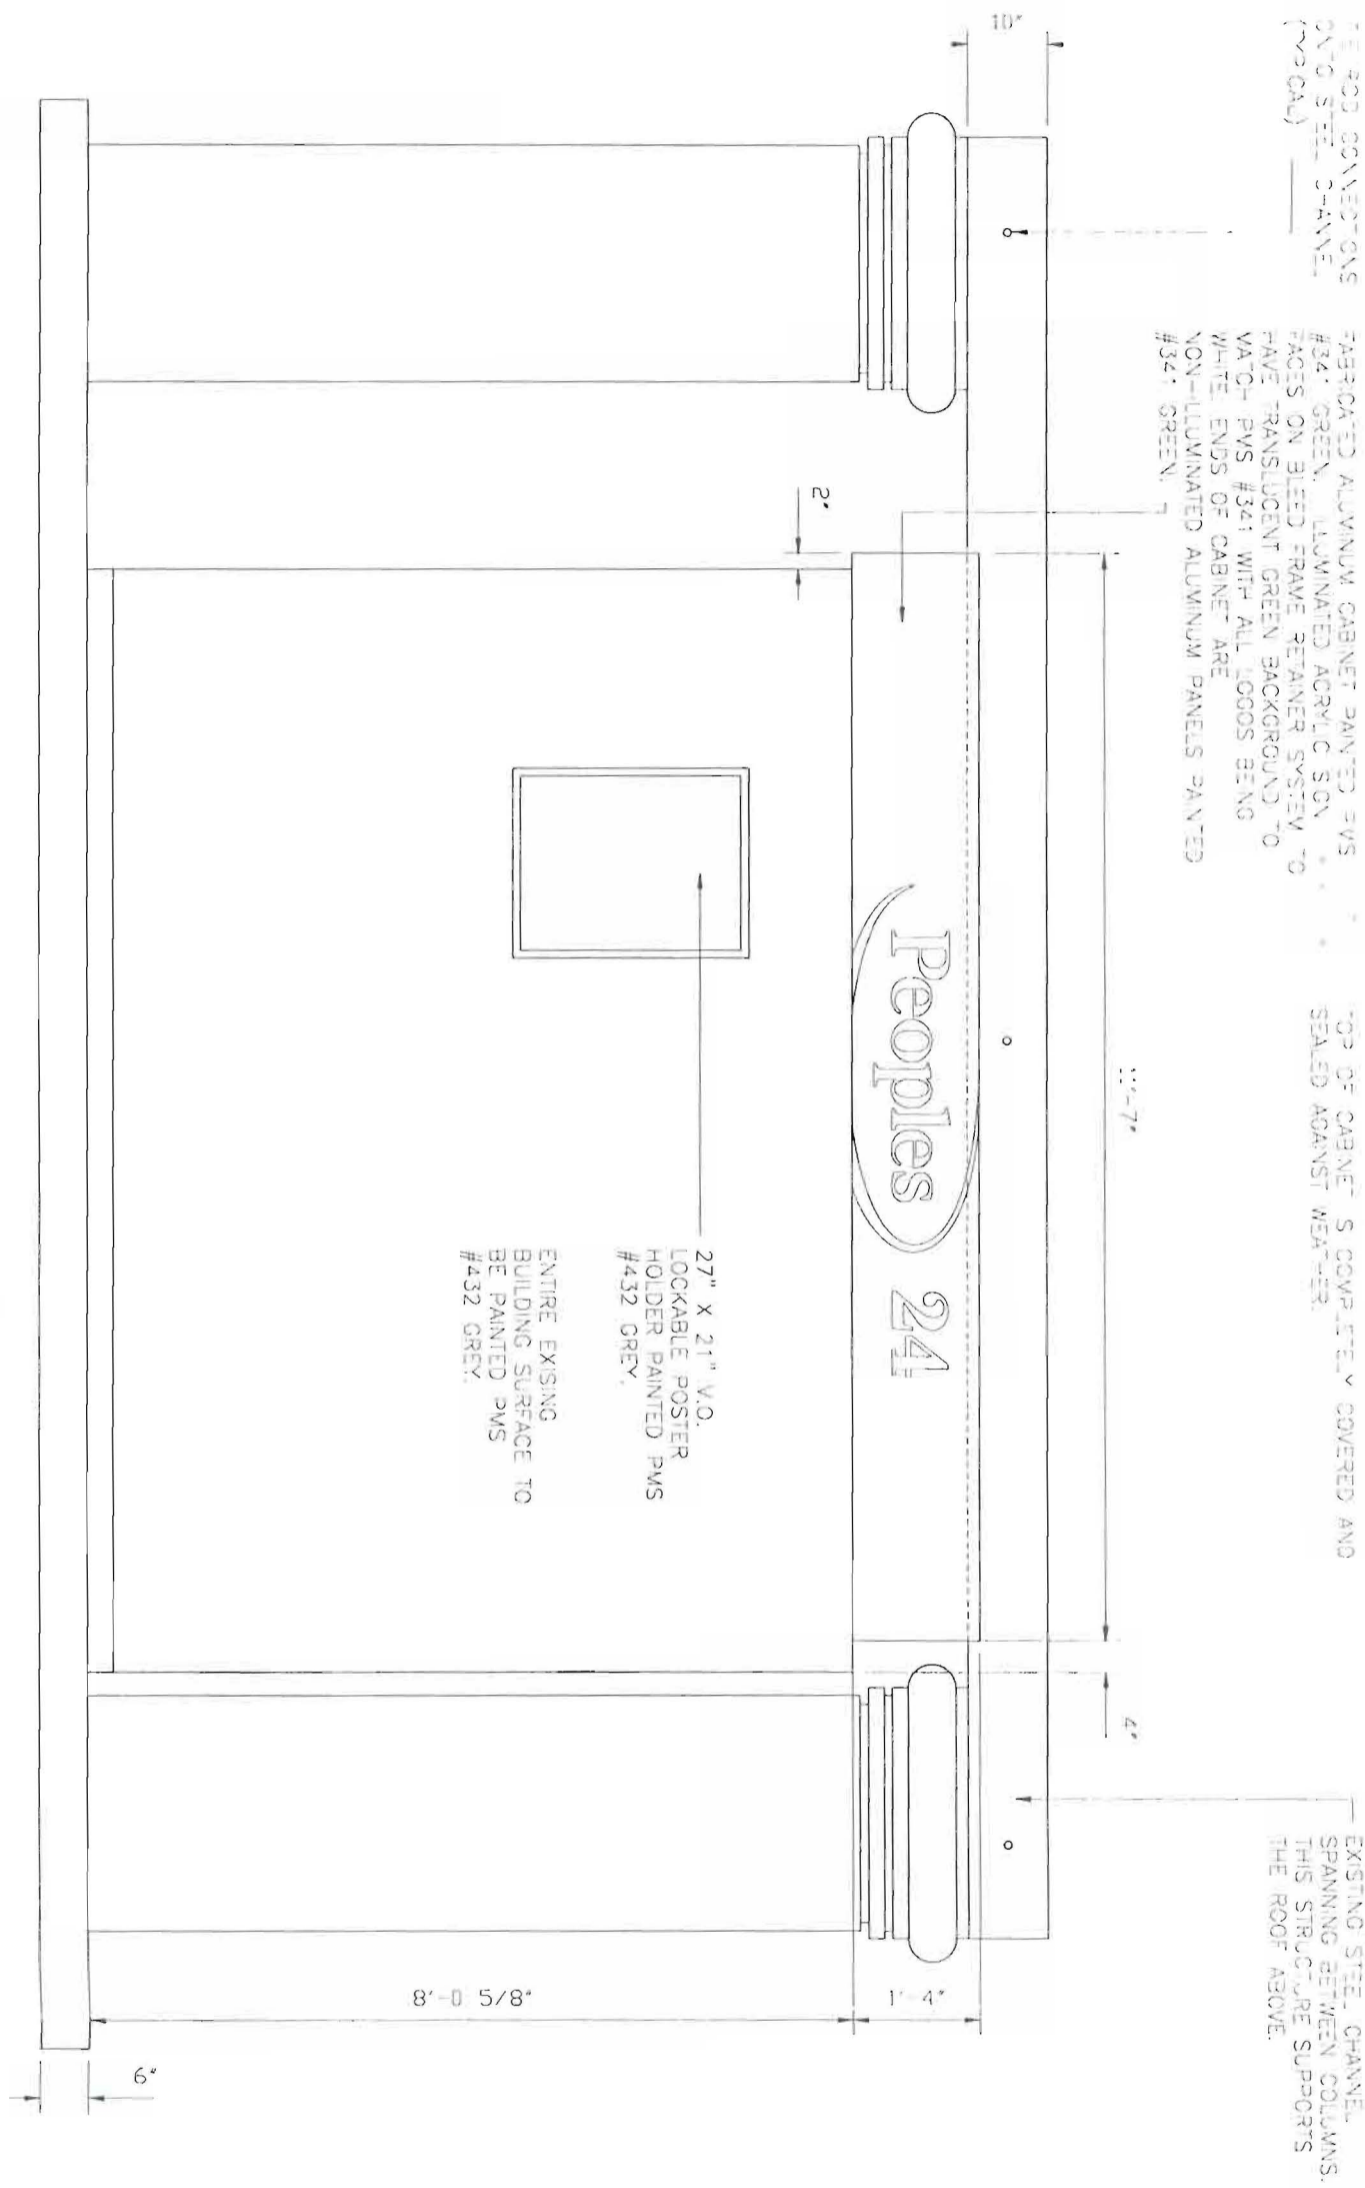 10"
CONNECTIONS
ONTO STEEL CHANNEL
(TYPICAL)
FABRICATED ALUMINUM CABINET PAINTED PMS
#341 GREEN. ILLUMINATED ACRYLIC SIGN
FACES ON BLEED FRAME RETAINER SYSTEM TO
HAVE TRANSLUCENT GREEN BACKGROUND TO
MATCH PMS #341 WITH ALL LOGOS BEING
WHITE. ENDS OF CABINET ARE
NON-ILLUMINATED ALUMINUM PANELS PAINTED
#341 GREEN.
TOP OF CABINET IS COMPLETELY COVERED AND
SEALED AGAINST WEATHER.
EXISTING STEEL CHANNEL
SPANNING BETWEEN COLUMNS.
THIS STRUCTURE SUPPORTS
THE ROOF ABOVE.
11'-7"
4"
2"
Peoples 24
1'-4"
8'-0 5/8"
6"
27" X 21" V.O.
LOCKABLE POSTER
HOLDER PAINTED PMS
#432 GREY.
ENTIRE EXISING
BUILDING SURFACE TO
BE PAINTED PMS
#432 GREY.